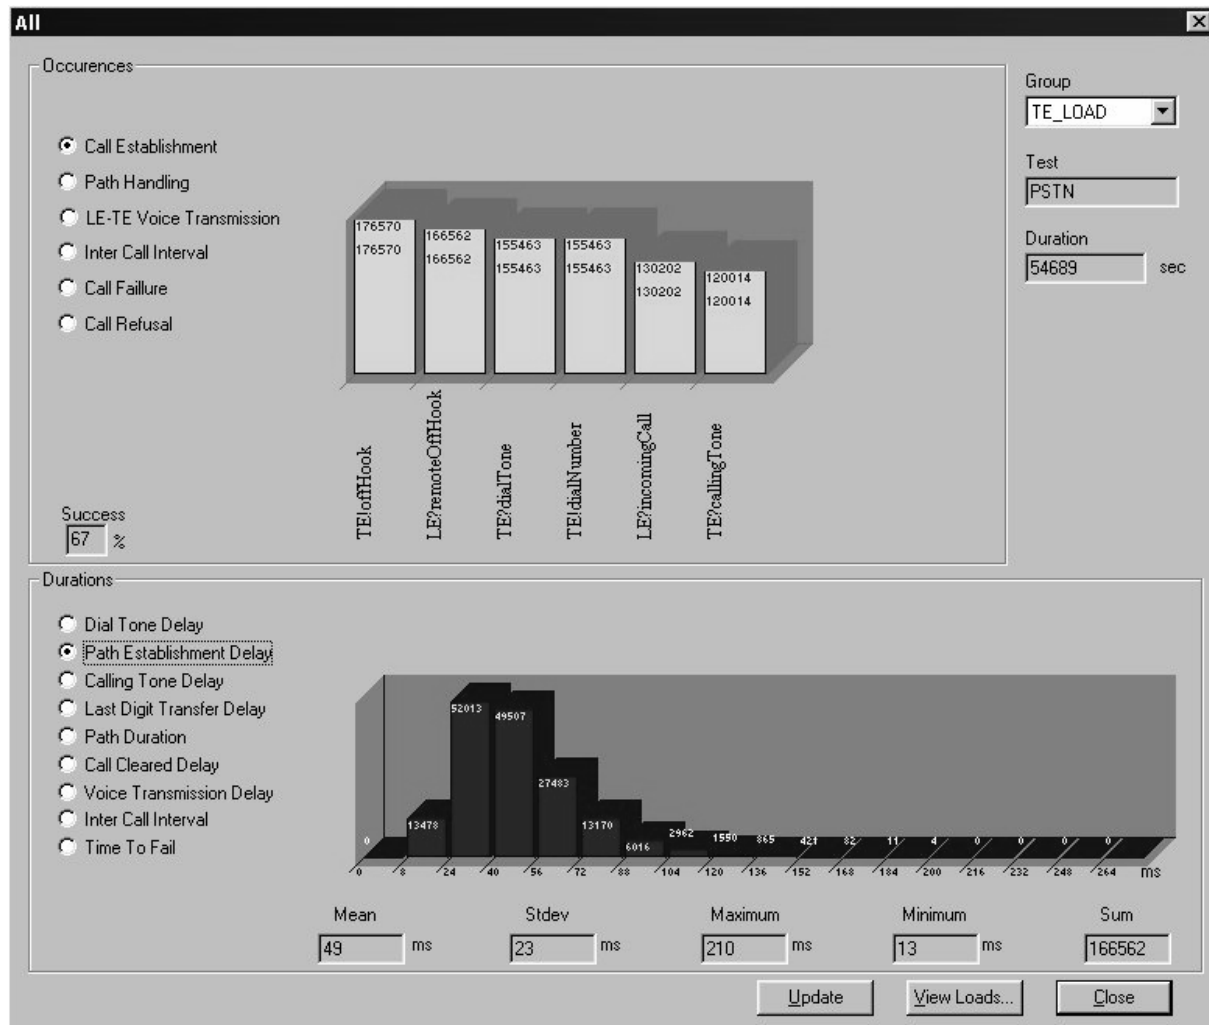 All
Occurences
Group
TE_LOAD
Test
PSTN
Duration
54689 sec
Call Establishment
Path Handling
LE-TE Voice Transmission
Inter Call Interval
Call Faillure
Call Refusal
176570 166562 155463 155463 130202 120014
176570 166562 155463 155463 130202 120014
TE!offHook
LE?remoteOffHook
TE?dialTone
TE!dialNumber
LE?incomingCall
TE?callingTone
Success
67 %
Durations
Dial Tone Delay
Path Establishment Delay
Calling Tone Delay
Last Digit Transfer Delay
Path Duration
Call Cleared Delay
Voice Transmission Delay
Inter Call Interval
Time To Fail
0 13478 52013 49507 27483 13170 6016 2962 1550 865 421 82 11 4 0 0 0 0
0 8 24 40 56 72 88 104 120 136 152 168 184 200 216 232 248 264 ms
Mean Stdev Maximum Minimum Sum
49 ms 23 ms 210 ms 13 ms 166562
Update View Loads... Close